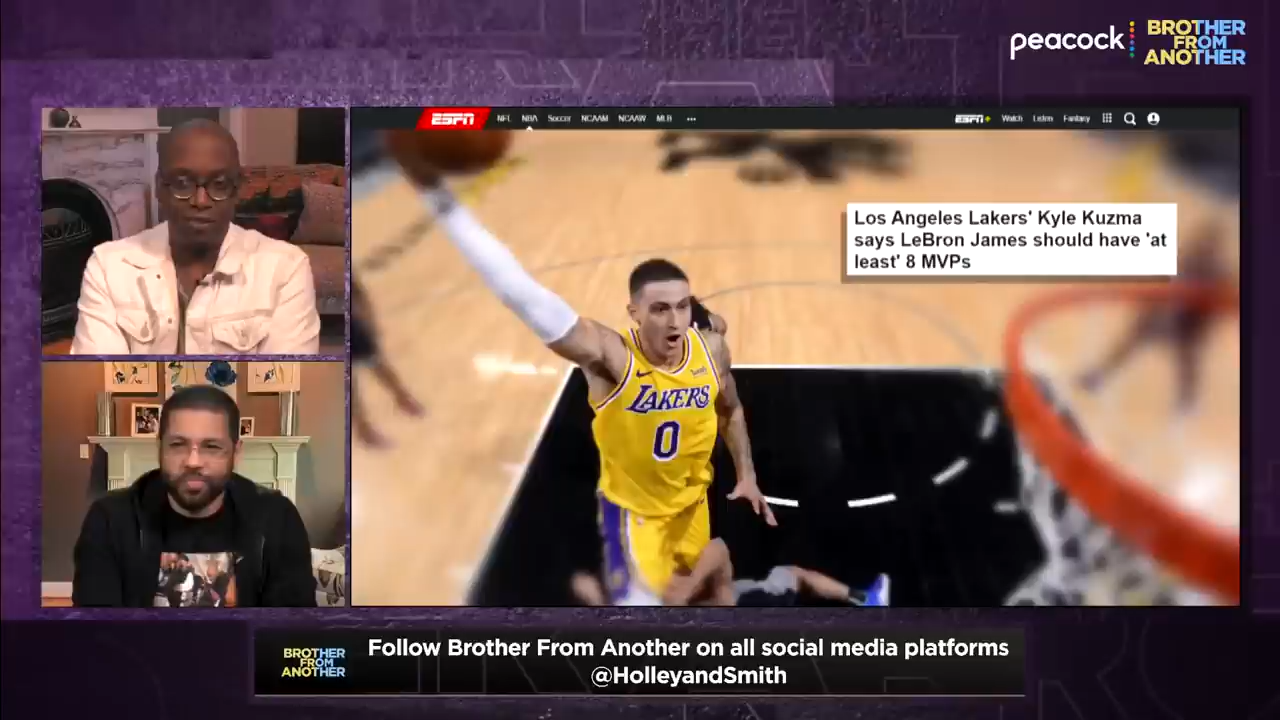 peacock
BROTHER
FROM
ANOTHER
ESPN NFL NBA Soccer NCAAM NCAAW MLB ••• ESPN+ Watch Listen Fantasy
Los Angeles Lakers' Kyle Kuzma
says LeBron James should have 'at
least' 8 MVPs
LAKERS
0
BROTHER
FROM
ANOTHER
Follow Brother From Another on all social media platforms
@HolleyandSmith